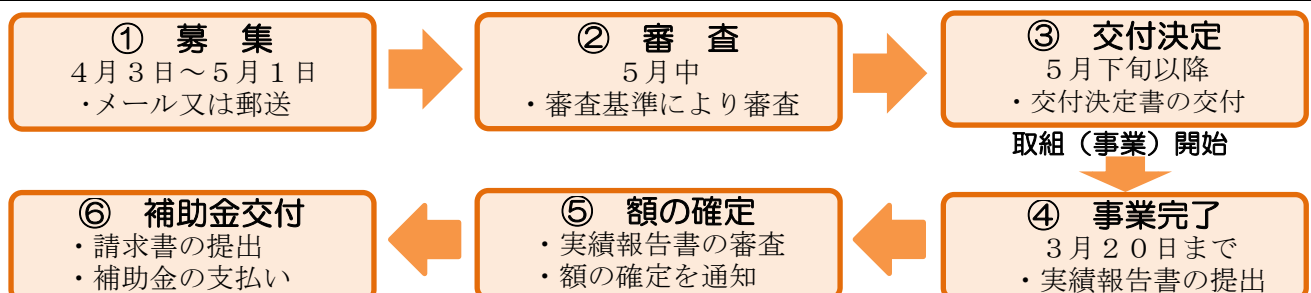 ① 募 集
４月３日～５月１日
・メール又は郵送
② 審 査
５月中
・審査基準により審査
③ 交付決定
５月下旬以降
・交付決定書の交付
取組（事業）開始
④ 事業完了
３月２０日まで
・実績報告書の提出
⑤ 額の確定
・実績報告書の審査
・額の確定を通知
⑥ 補助金交付
・請求書の提出
・補助金の支払い